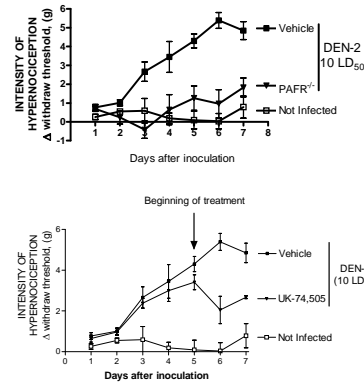 INTENSITY OF
HYPERNOCICEPTION
Δ withdraw threshold, (g)
6
5
4
3
2
1
0
-1
1 2 3 4 5 6 7 8
Days after inoculation
Vehicle
PAFR-/-
Not Infected
DEN-2
10 LD50
Beginning of treatment
INTENSITY OF
HYPERNOCICEPTION
Δ withdraw threshold, (g)
6
4
2
0
1 2 3 4 5 6 7
Days after inoculation
Vehicle
UK-74,505
Not Infected
DEN-
(10 LD